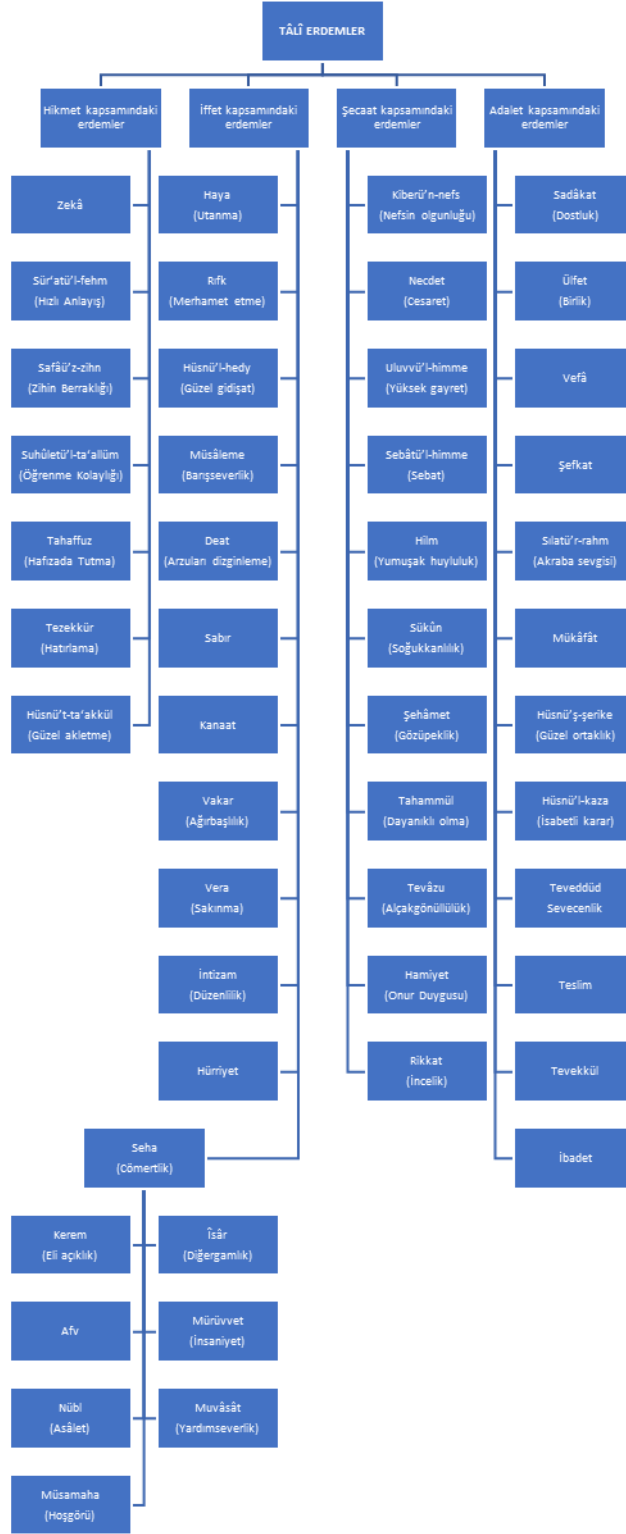 TÂLÎ ERDEMLER
Hikmet kapsamındaki
erdemler
Zekâ
Sür'atü'l-fehm
(Hızlı Anlayış)
Safâü'z-zihn
(Zihin Berraklığı)
Suhûletü'l-ta'allüm
(Öğrenme Kolaylığı)
Tahaffuz
(Hafızada Tutma)
Tezekkür
(Hatırlama)
Hüsnü't-ta'akkül
(Güzel akletme)
İffet kapsamındaki
erdemler
Haya
(Utanma)
Rıfk
(Merhamet etme)
Hüsnü'l-hedy
(Güzel gidişat)
Müsâleme
(Barışseverlik)
Deat
(Arzuları dizginleme)
Sabır
Kanaat
Vakar
(Ağırbaşlılık)
Vera
(Sakınma)
İntizam
(Düzenlilik)
Hürriyet
Seha
(Cömertlik)
Kerem
(Eli açıklık)
Îsâr
(Diğergamlık)
Afv
Mürüvvet
(İnsaniyet)
Nübl
(Asâlet)
Muvâsât
(Yardımseverlik)
Müsamaha
(Hoşgörü)
Şecaat kapsamındaki
erdemler
Kiberü'n-nefs
(Nefsin olgunluğu)
Necdet
(Cesaret)
Uluvvü'l-himme
(Yüksek gayret)
Sebâtü'l-himme
(Sebat)
Hilm
(Yumuşak huyluluk)
Sükûn
(Soğukkanlılık)
Şehâmet
(Gözüpeklik)
Tahammül
(Dayanıklı olma)
Tevâzu
(Alçakgönüllülük)
Hamiyet
(Onur Duygusu)
Rikkat
(İncelik)
Adalet kapsamındaki
erdemler
Sadâkat
(Dostluk)
Ülfet
(Birlik)
Vefâ
Şefkat
Sılatü'r-rahm
(Akraba sevgisi)
Mükâfât
Hüsnü'ş-şerike
(Güzel ortaklık)
Hüsnü'l-kaza
(İsabetli karar)
Teveddüd
Sevecenlik
Teslim
Tevekkül
İbadet